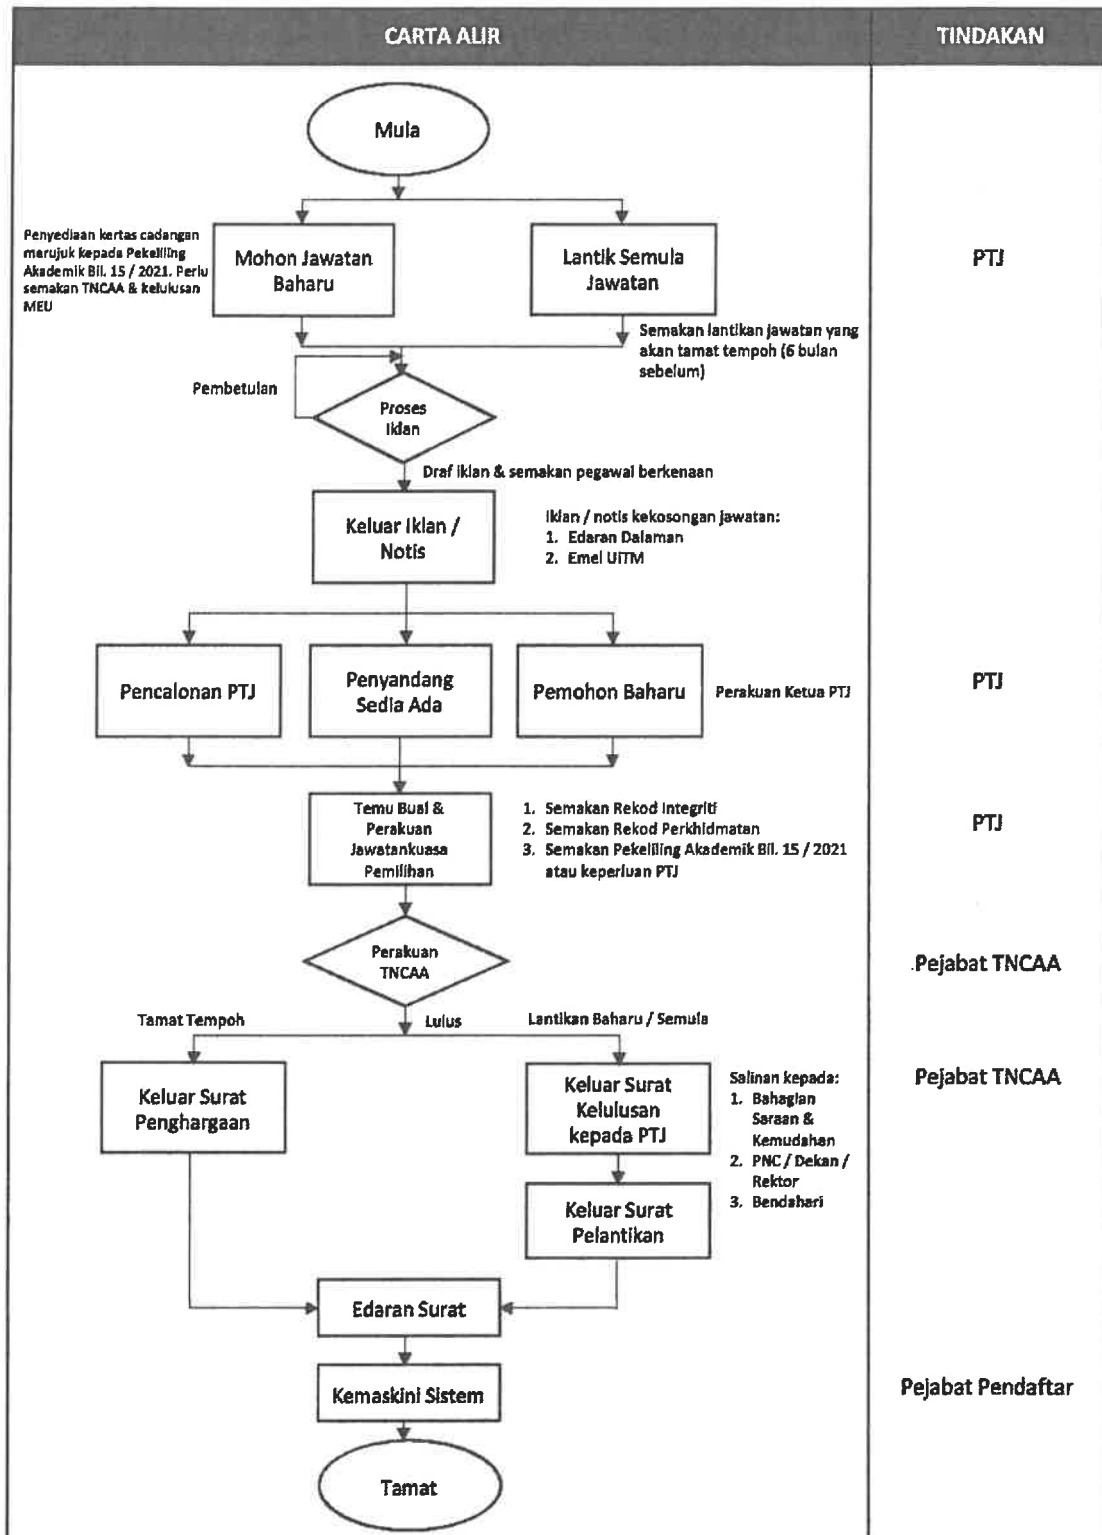 CARTA ALIR
TINDAKAN
Mula
Penyediaan kertas cadangan
merujuk kepada Pekeliling
Akademik Bil. 15 / 2021. Perlu
semakan TNCAA & kelulusan
MEU
Mohon Jawatan
Baharu
Lantik Semula
Jawatan
PTJ
Semakan lantikan jawatan yang
akan tamat tempoh (6 bulan
sebelum)
Pembetulan
Proses
Iklan
Draf iklan & semakan pegawai berkenaan
Keluar Iklan /
Notis
Iklan / notis kekosongan jawatan:
1. Edaran Dalaman
2. Emel UiTM
Pencalonan PTJ
Penyandang
Sedia Ada
Pemohon Baharu
Perakuan Ketua PTJ
PTJ
Temu Bual &
Perakuan
Jawatankuasa
Pemilihan
1. Semakan Rekod Integriti
2. Semakan Rekod Perkhidmatan
3. Semakan Pekeliling Akademik Bil. 15 / 2021
atau keperluan PTJ
PTJ
Perakuan
TNCAA
Pejabat TNCAA
Tamat Tempoh
Lulus
Lantikan Baharu / Semula
Keluar Surat
Penghargaan
Keluar Surat
Kelulusan
kepada PTJ
Salinan kepada:
1. Bahagian
Saraan &
Kemudahan
2. PNC / Dekan /
Rektor
3. Bendahari
Pejabat TNCAA
Keluar Surat
Pelantikan
Edaran Surat
Kemaskini Sistem
Pejabat Pendaftar
Tamat